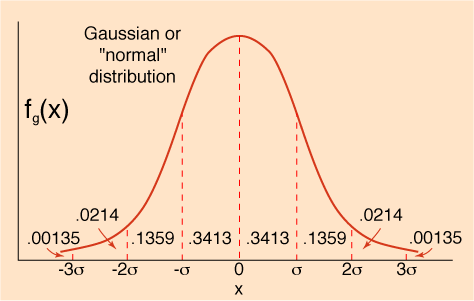 Gaussian or
"normal"
distribution
fg(x)
.0214 .0214
.00135 .1359 .3413 .3413 .1359 .00135
-3σ -2σ -σ 0 σ 2σ 3σ
x